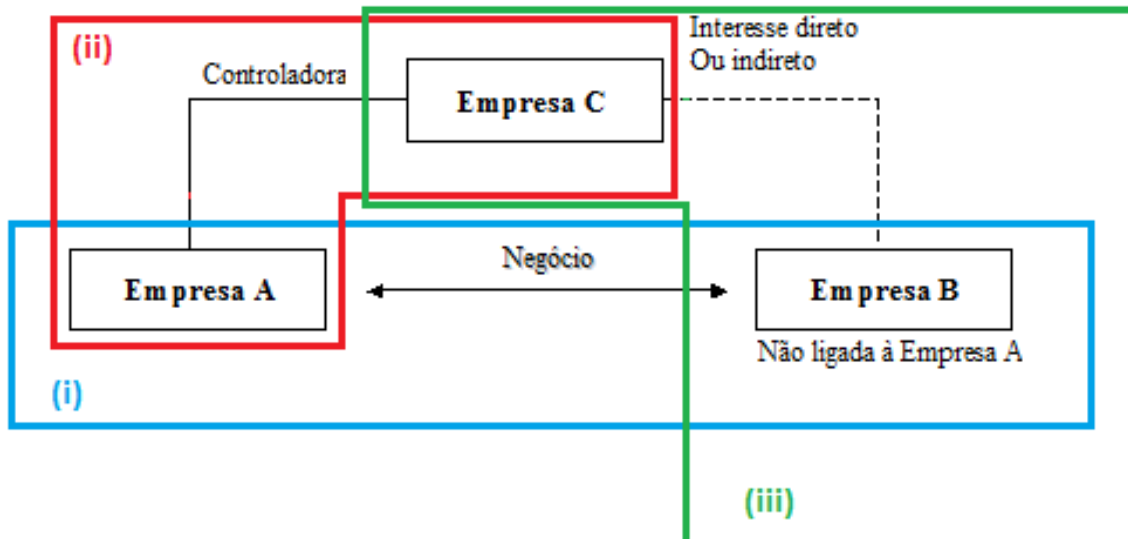 (ii)
Interesse direto
Ou indireto
Controladora
Empresa C
Negócio
Empresa A
Empresa B
Não ligada à Empresa A
(i)
(iii)